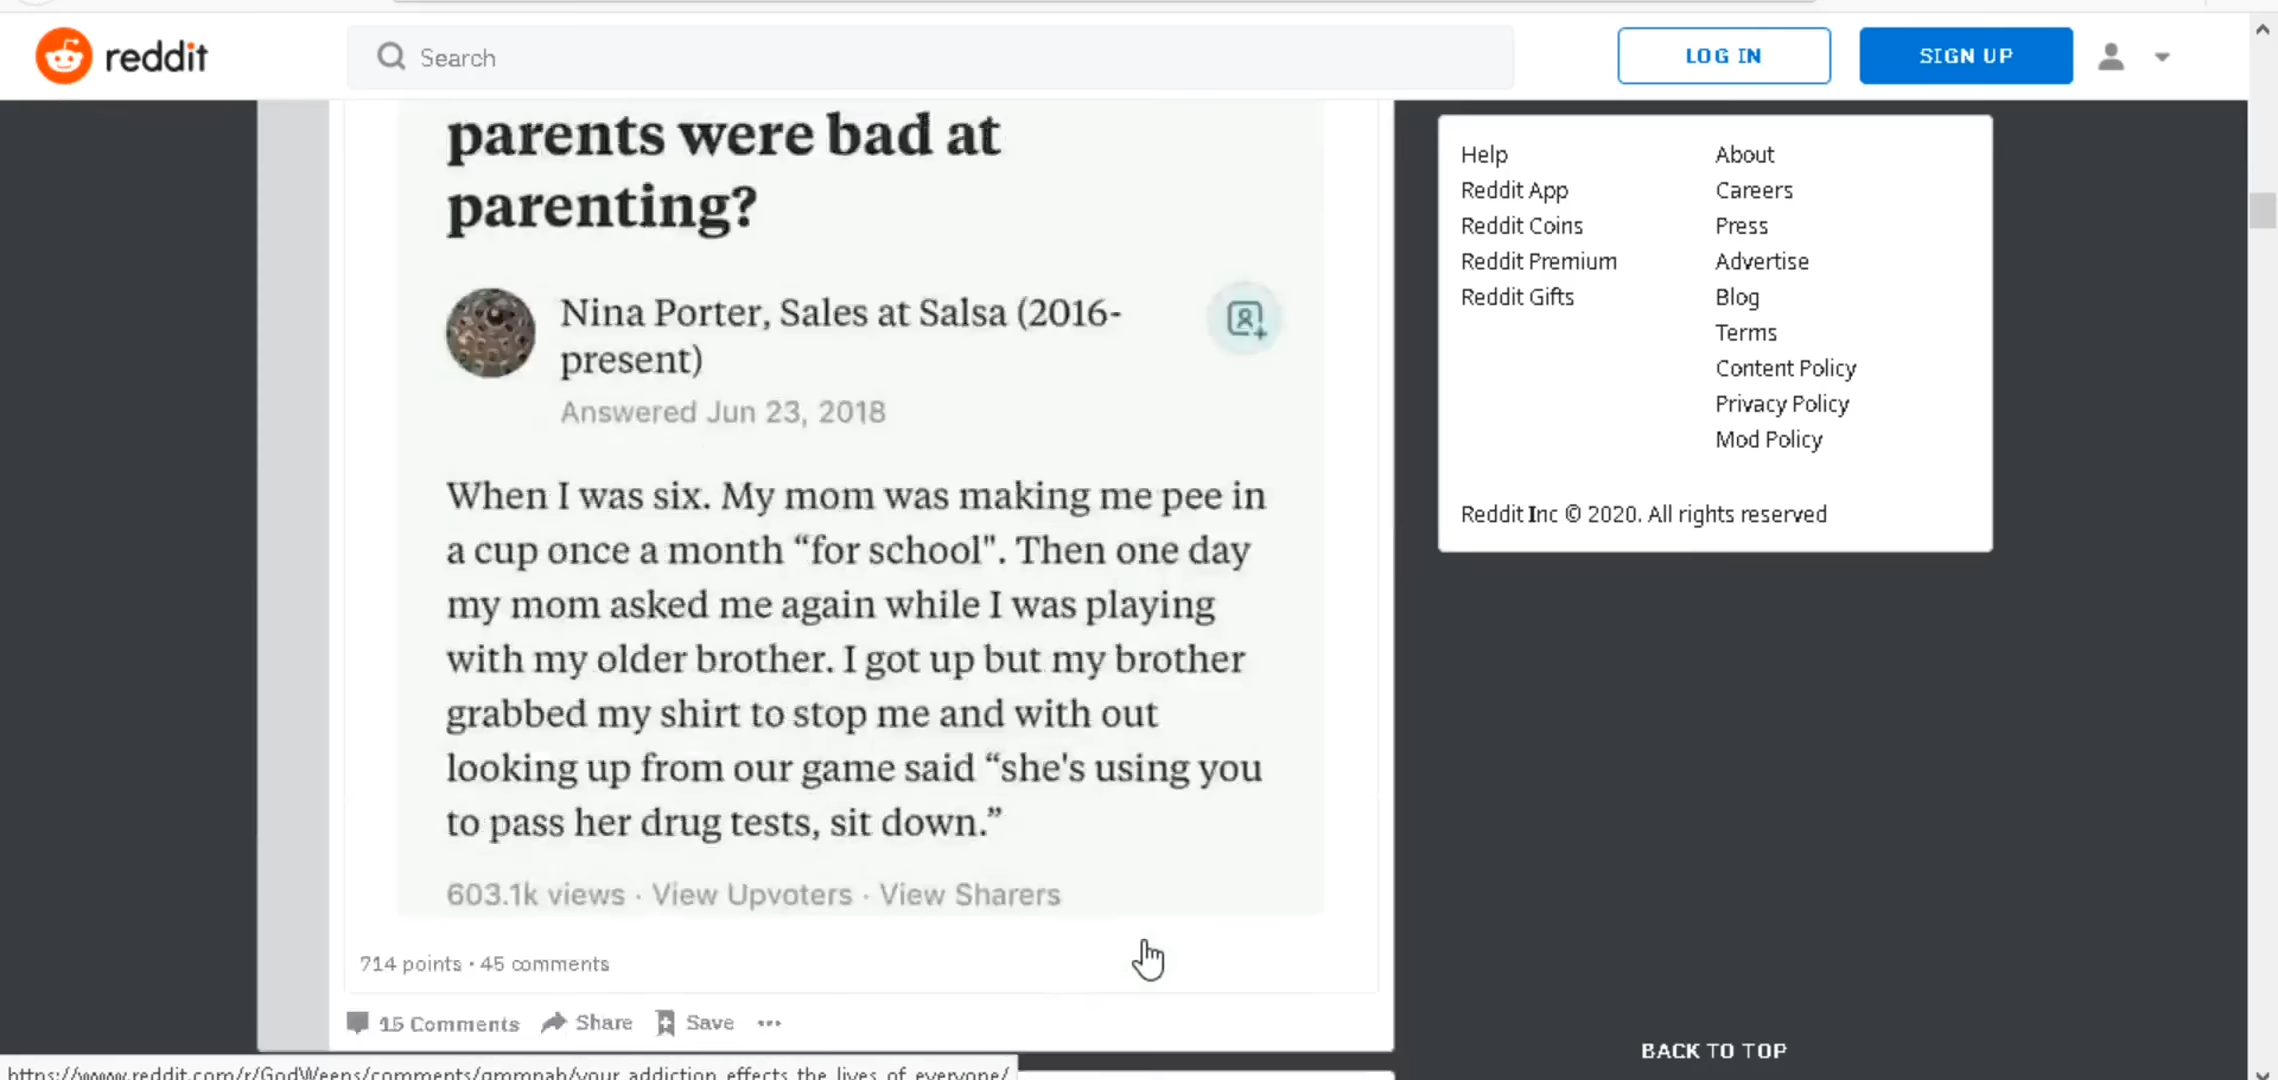 reddit
Search
LOG IN
SIGN UP
parents were bad at
parenting?
Nina Porter, Sales at Salsa (2016-
present)
Answered Jun 23, 2018
When I was six. My mom was making me pee in
a cup once a month “for school". Then one day
my mom asked me again while I was playing
with my older brother. I got up but my brother
grabbed my shirt to stop me and with out
looking up from our game said “she's using you
to pass her drug tests, sit down.”
603.1k views · View Upvoters · View Sharers
714 points • 45 comments
15 Comments
Share
Save
Help
Reddit App
Reddit Coins
Reddit Premium
Reddit Gifts
About
Careers
Press
Advertise
Blog
Terms
Content Policy
Privacy Policy
Mod Policy
Reddit Inc © 2020. All rights reserved
BACK TO TOP